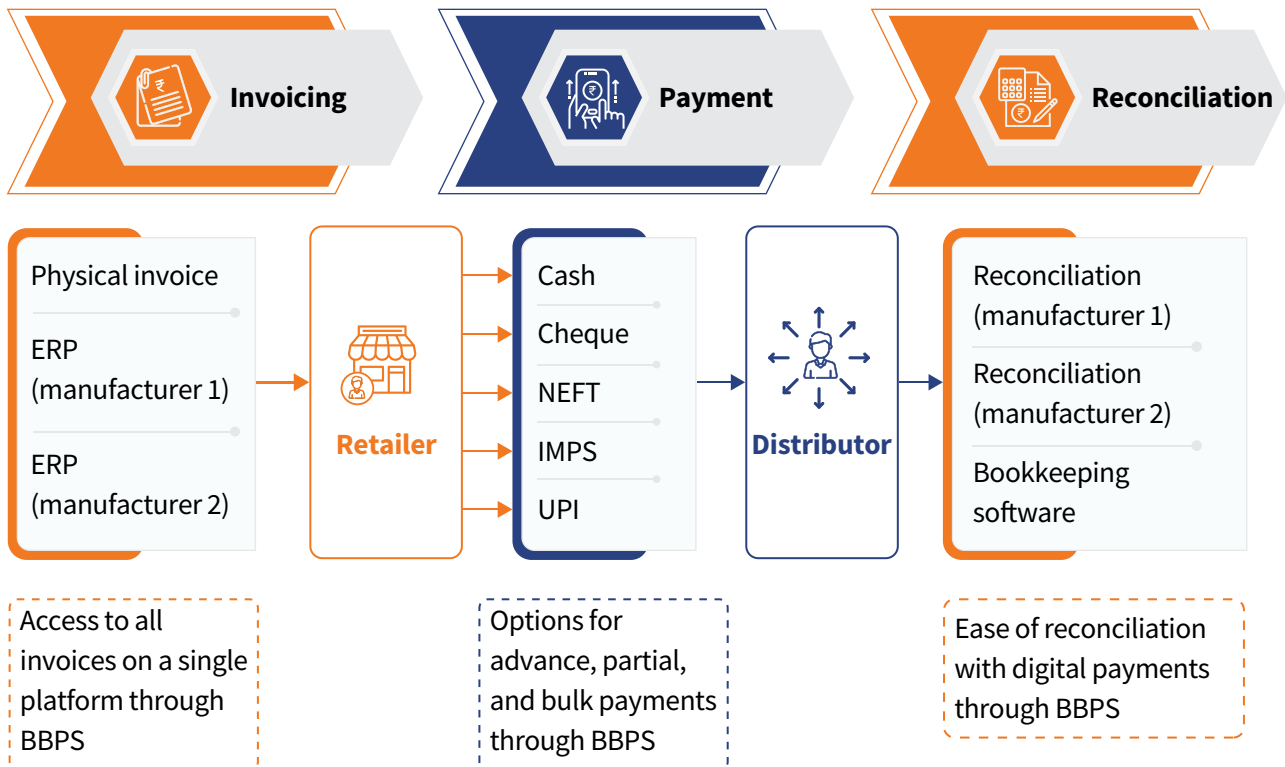 Invoicing
Payment
Reconciliation
Physical invoice
ERP
(manufacturer 1)
ERP
(manufacturer 2)
Retailer
Cash
Cheque
NEFT
IMPS
UPI
Distributor
Reconciliation
(manufacturer 1)
Reconciliation
(manufacturer 2)
Bookkeeping
software
Access to all
invoices on a single
platform through
BBPS
Options for
advance, partial,
and bulk payments
through BBPS
Ease of reconciliation
with digital payments
through BBPS